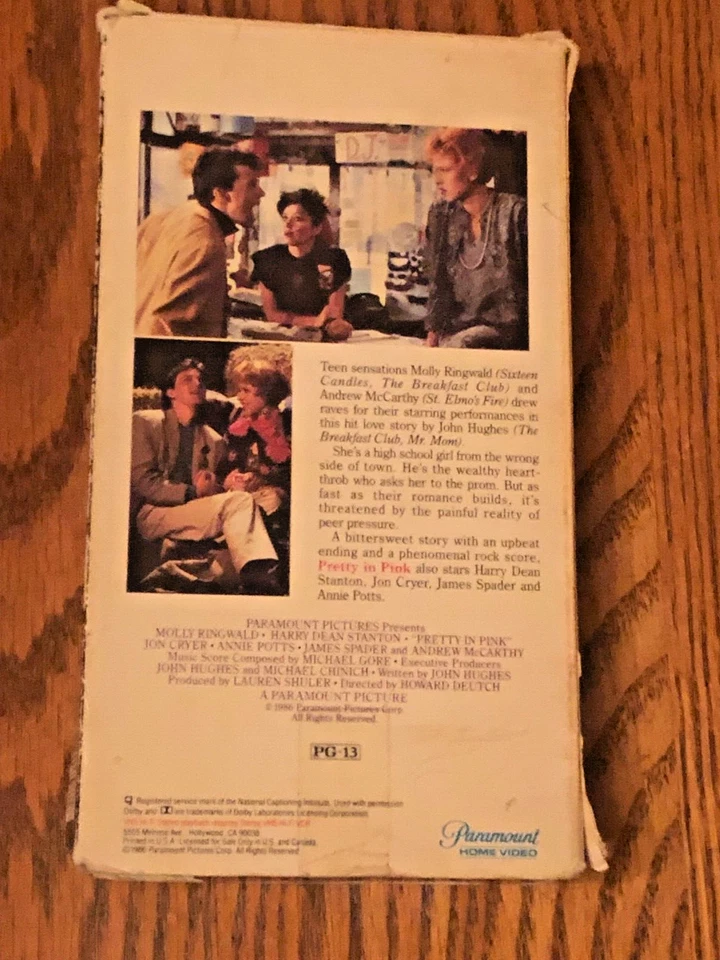 D.J.
Teen sensations Molly Ringwald (Sixteen
Candles, The Breakfast Club) and
Andrew McCarthy (St. Elmo's Fire) drew
raves for their starring performances in
this hit love story by John Hughes (The
Breakfast Club, Mr. Mom).
She's a high school girl from the wrong
side of town. He's the wealthy heart-
throb who asks her to the prom. But as
fast as their romance builds, it's
threatened by the painful reality of
peer pressure.
A bittersweet story with an upbeat
ending and a phenomenal rock score,
Pretty in Pink also stars Harry Dean
Stanton, Jon Cryer, James Spader and
Annie Potts.
PARAMOUNT PICTURES Presents
MOLLY RINGWALD • HARRY DEAN STANTON • "PRETTY IN PINK"
JON CRYER • ANNIE POTTS • JAMES SPADER and ANDREW McCARTHY
Music Score Composed by MICHAEL GORE • Executive Producers
JOHN HUGHES and MICHAEL CHINICH • Written by JOHN HUGHES
Produced by LAUREN SHULER • Directed by HOWARD DEUTCH
A PARAMOUNT PICTURE
© 1986 Paramount Pictures Corp.
All Rights Reserved.
PG-13
Registered service mark of the National Captioning Institute. Used with permission.
Dolby and are trademarks of Dolby Laboratories Licensing Corporation.
5555 Melrose Ave., Hollywood, CA 90038
Printed in U.S.A. Licensed for Sale Only in U.S. and Canada.
©1986 Paramount Pictures Corp. All Rights Reserved.
Paramount
HOME VIDEO